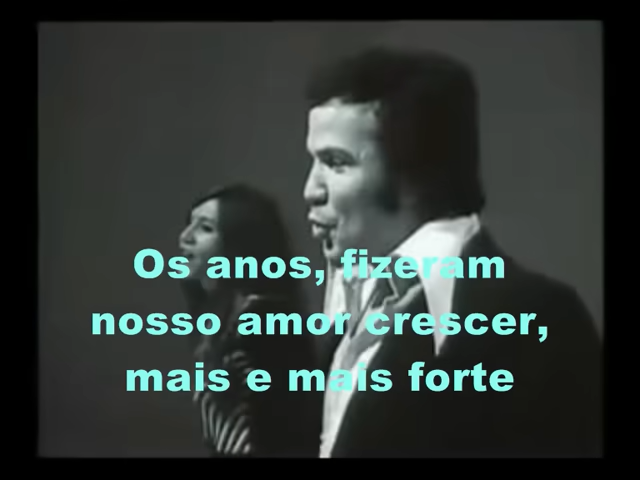 Os anos, fizeram
nosso amor crescer,
mais e mais forte